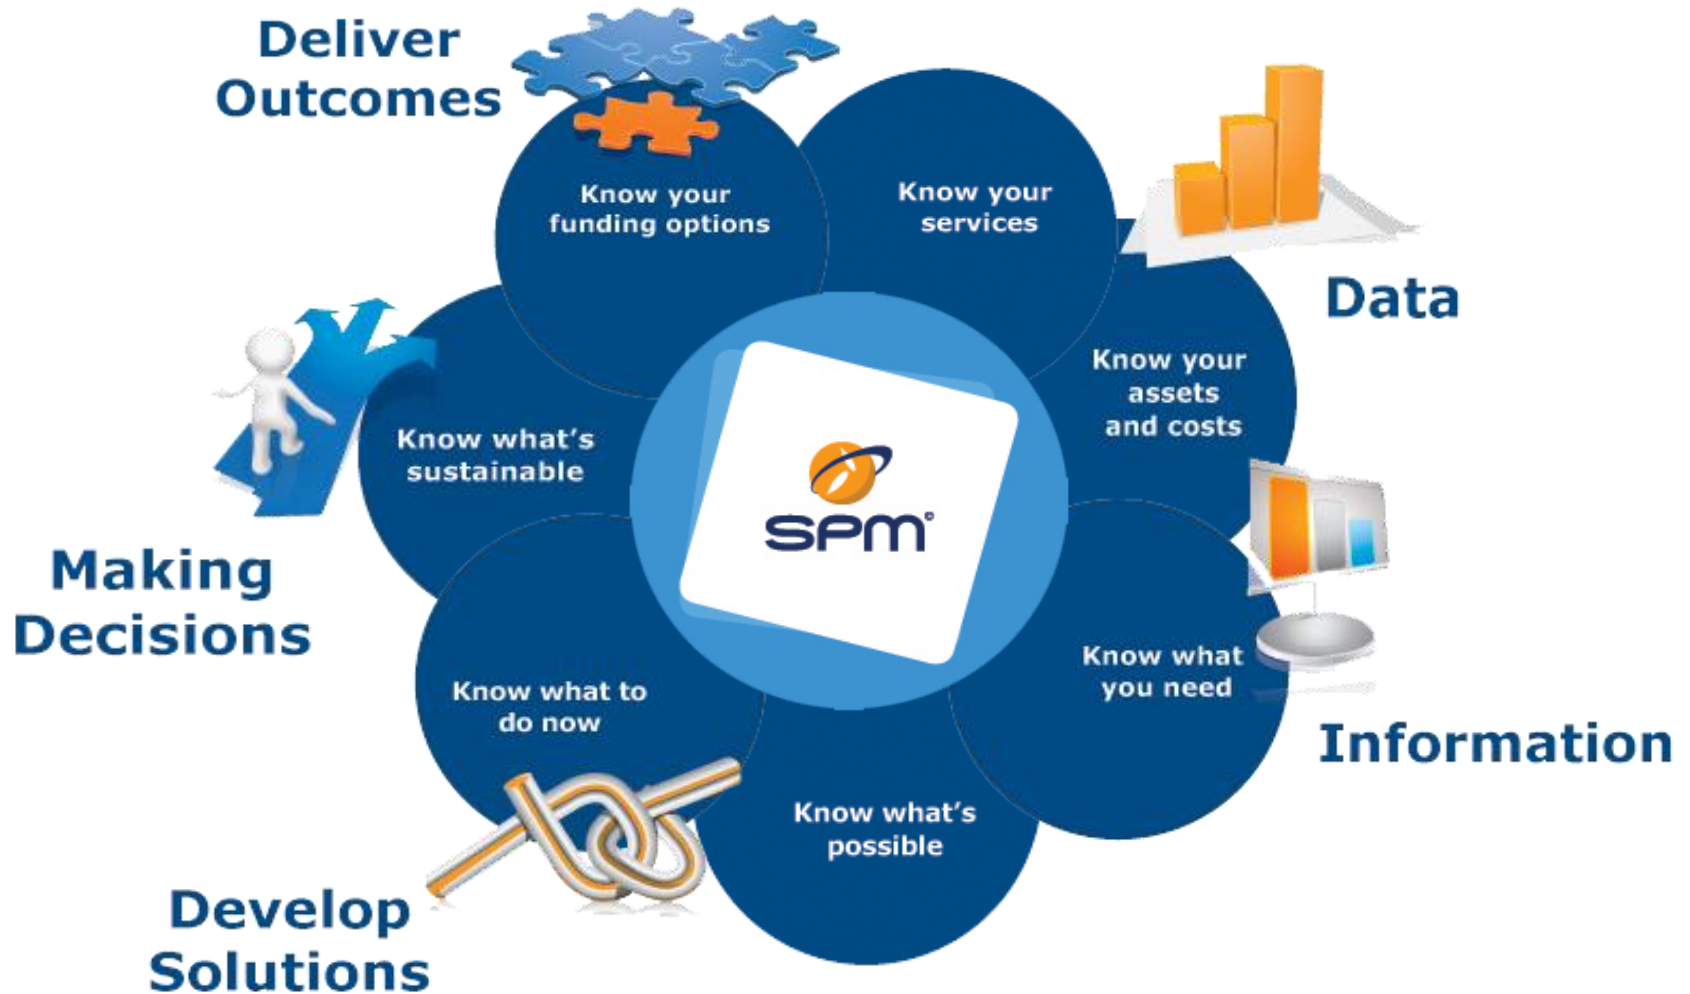 Deliver
Outcomes
Know your
funding options
Know your
services
Data
Know your
assets
and costs
Know what's
sustainable
SPM
Making
Decisions
Know what
you need
Information
Know what to
do now
Know what's
possible
Develop
Solutions